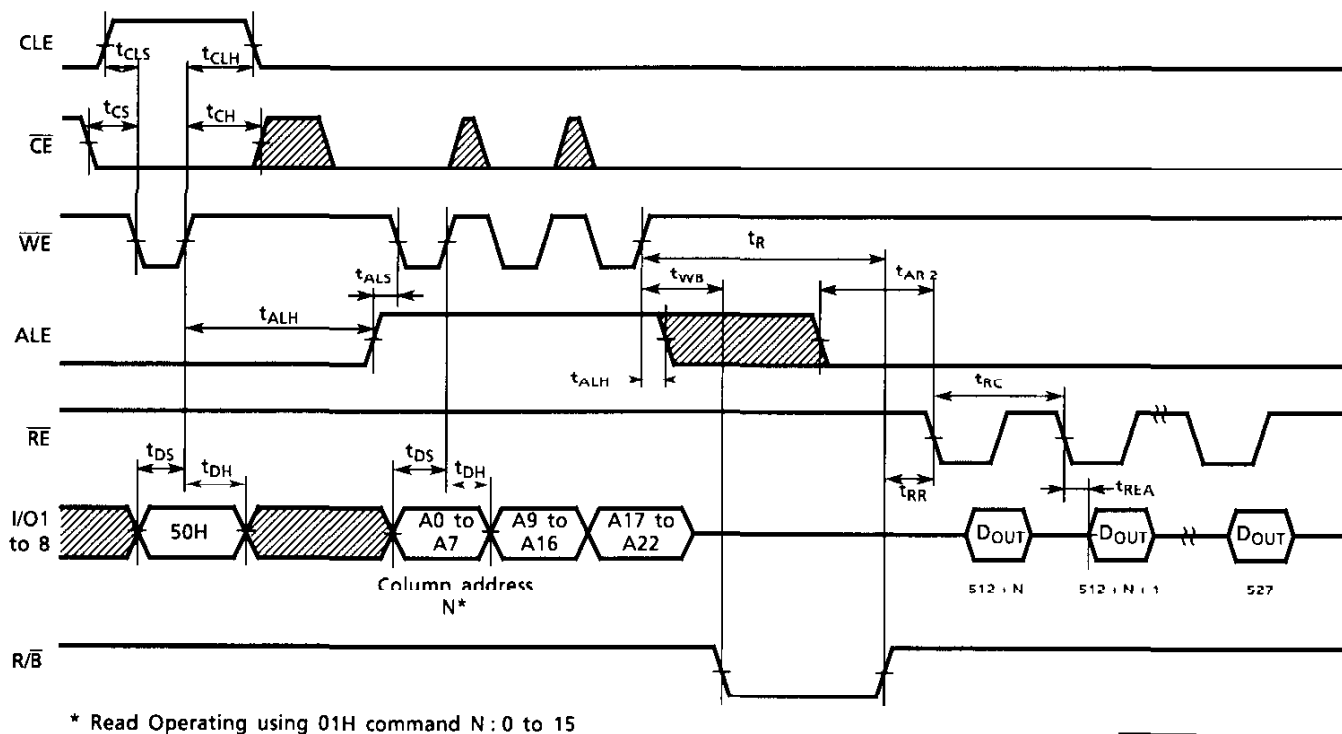 CLE
tCLS
tCLH
tCS
tCH
CE
WE
tR
tALS
tWB
tAR2
ALE
tALH
tALH
tRC
RE
tDS
tDH
tDS
tDH
tRR
tREA
I/O1
to 8
50H
A0 to
A7
A9 to
A16
A17 to
A22
DOUT
DOUT
DOUT
Column address
N*
512 + N
512 + N + 1
527
R/B
* Read Operating using 01H command N : 0 to 15